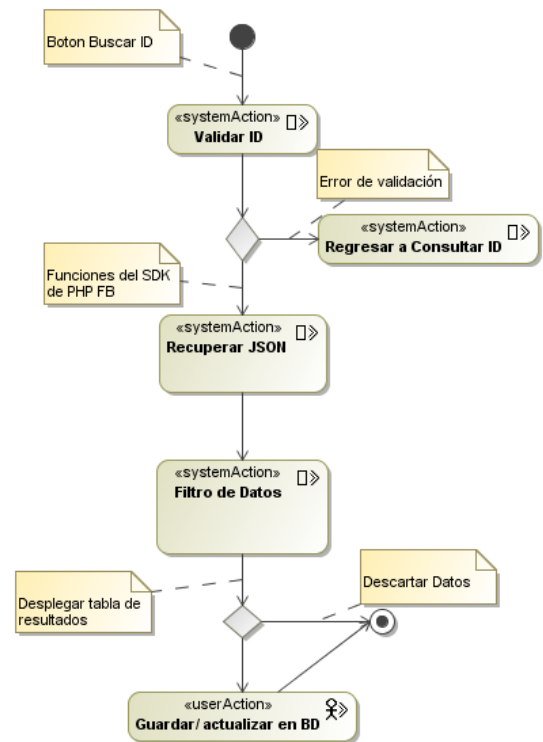 Boton Buscar ID
«systemAction»
Validar ID
Error de validación
«systemAction»
Regresar a Consultar ID
Funciones del SDK
de PHP FB
«systemAction»
Recuperar JSON
«systemAction»
Filtro de Datos
Descartar Datos
Desplegar tabla de
resultados
«userAction»
Guardar/ actualizar en BD